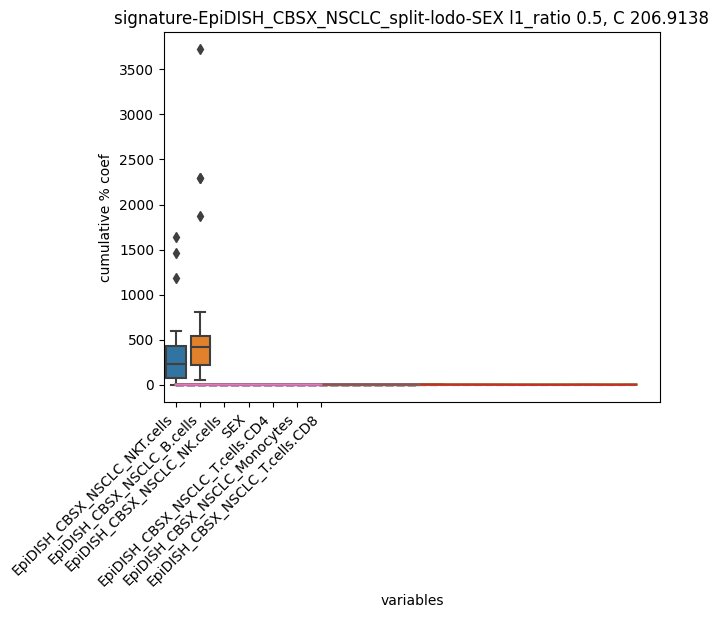 signature-EpiDISH_CBSX_NSCLC_split-lodo-SEX l1_ratio 0.5, C 206.9138
3500
3000
2500
2000
1500
1000
500
0
cumulative % coef
EpiDISH_CBSX_NSCLC_NKT.cells
EpiDISH_CBSX_NSCLC_B.cells
EpiDISH_CBSX_NSCLC_NK.cells
SEX
EpiDISH_CBSX_NSCLC_T.cells.CD4
EpiDISH_CBSX_NSCLC_Monocytes
EpiDISH_CBSX_NSCLC_T.cells.CD8
variables